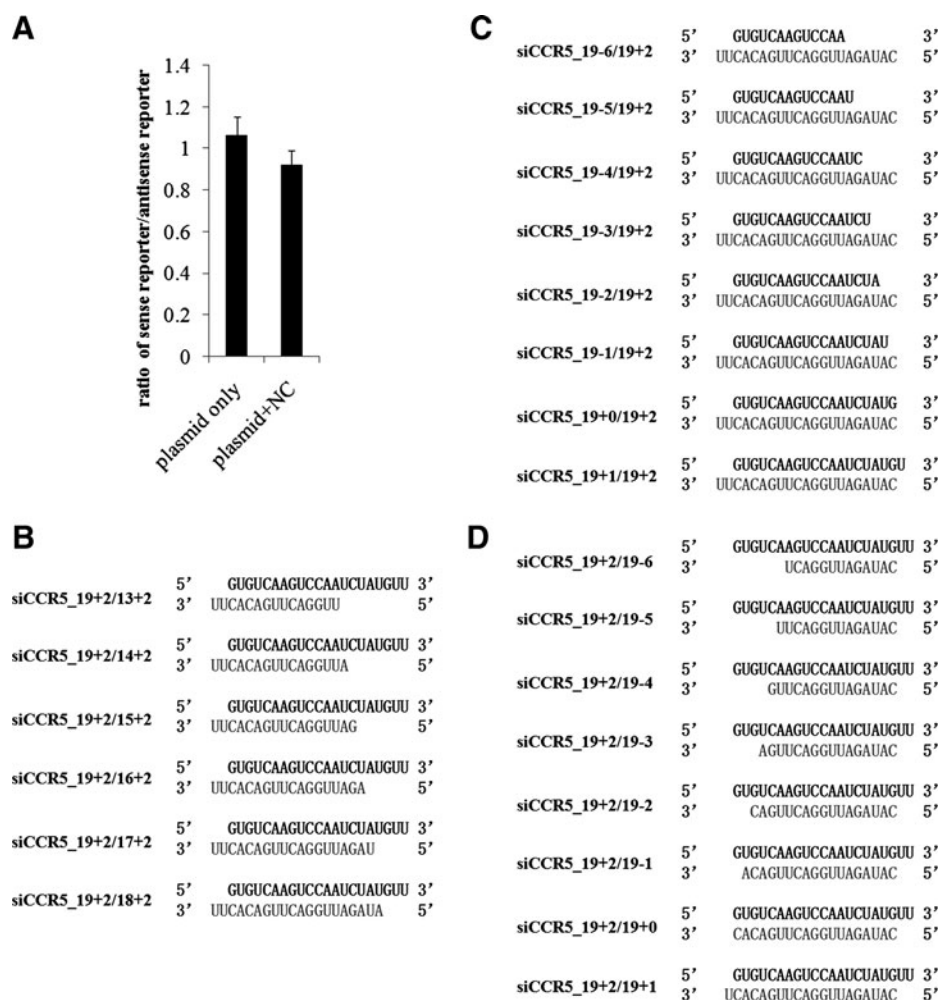 A
ratio of sense reporter/antisense reporter
1.4
1.2
1
0.8
0.6
0.4
0.2
0
plasmid only
plasmid+NC
B
siCCR5_19+2/13+2
5’ GUGUCAAGUCCAAUCUAUGUU 3’
3’ UUCACAGUUCAGGUU 5’
siCCR5_19+2/14+2
5’ GUGUCAAGUCCAAUCUAUGUU 3’
3’ UUCACAGUUCAGGUUA 5’
siCCR5_19+2/15+2
5’ GUGUCAAGUCCAAUCUAUGUU 3’
3’ UUCACAGUUCAGGUUAG 5’
siCCR5_19+2/16+2
5’ GUGUCAAGUCCAAUCUAUGUU 3’
3’ UUCACAGUUCAGGUUAGA 5’
siCCR5_19+2/17+2
5’ GUGUCAAGUCCAAUCUAUGUU 3’
3’ UUCACAGUUCAGGUUAGAU 5’
siCCR5_19+2/18+2
5’ GUGUCAAGUCCAAUCUAUGUU 3’
3’ UUCACAGUUCAGGUUAGAUA 5’
C
siCCR5_19-6/19+2
5’ GUGUCAAGUCCAA 3’
3’ UUCACAGUUCAGGUUAGAUAC 5’
siCCR5_19-5/19+2
5’ GUGUCAAGUCCAAU 3’
3’ UUCACAGUUCAGGUUAGAUAC 5’
siCCR5_19-4/19+2
5’ GUGUCAAGUCCAAUC 3’
3’ UUCACAGUUCAGGUUAGAUAC 5’
siCCR5_19-3/19+2
5’ GUGUCAAGUCCAAUCU 3’
3’ UUCACAGUUCAGGUUAGAUAC 5’
siCCR5_19-2/19+2
5’ GUGUCAAGUCCAAUCUA 3’
3’ UUCACAGUUCAGGUUAGAUAC 5’
siCCR5_19-1/19+2
5’ GUGUCAAGUCCAAUCUAU 3’
3’ UUCACAGUUCAGGUUAGAUAC 5’
siCCR5_19+0/19+2
5’ GUGUCAAGUCCAAUCUAUG 3’
3’ UUCACAGUUCAGGUUAGAUAC 5’
siCCR5_19+1/19+2
5’ GUGUCAAGUCCAAUCUAUGU 3’
3’ UUCACAGUUCAGGUUAGAUAC 5’
D
siCCR5_19+2/19-6
5’ GUGUCAAGUCCAAUCUAUGUU 3’
3’ UCAGGUUAGAUAC 5’
siCCR5_19+2/19-5
5’ GUGUCAAGUCCAAUCUAUGUU 3’
3’ UUCAGGUUAGAUAC 5’
siCCR5_19+2/19-4
5’ GUGUCAAGUCCAAUCUAUGUU 3’
3’ GUUCAGGUUAGAUAC 5’
siCCR5_19+2/19-3
5’ GUGUCAAGUCCAAUCUAUGUU 3’
3’ AGUUCAGGUUAGAUAC 5’
siCCR5_19+2/19-2
5’ GUGUCAAGUCCAAUCUAUGUU 3’
3’ CAGUUCAGGUUAGAUAC 5’
siCCR5_19+2/19-1
5’ GUGUCAAGUCCAAUCUAUGUU 3’
3’ ACAGUUCAGGUUAGAUAC 5’
siCCR5_19+2/19+0
5’ GUGUCAAGUCCAAUCUAUGUU 3’
3’ CACAGUUCAGGUUAGAUAC 5’
siCCR5_19+2/19+1
5’ GUGUCAAGUCCAAUCUAUGUU 3’
3’ UCACAGUUCAGGUUAGAUAC 5’